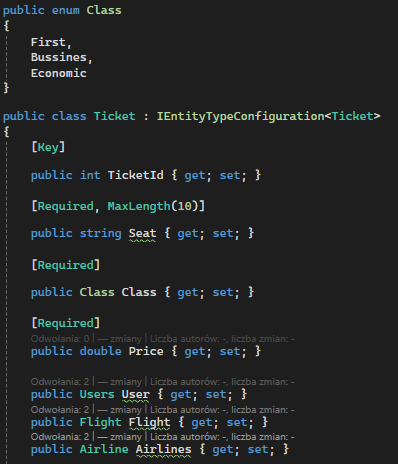 public enum Class
{
First,
Bussines,
Economic
}
public class Ticket : IEntityTypeConfiguration<Ticket>
{
[Key]
public int TicketId { get; set; }
[Required, MaxLength(10)]
public string Seat { get; set; }
[Required]
public Class Class { get; set; }
[Required]
Odwołania: 0 | — zmiany | Liczba autorów: -, liczba zmian: -
public double Price { get; set; }
Odwołania: 2 | — zmiany | Liczba autorów: -, liczba zmian: -
public Users User { get; set; }
Odwołania: 2 | — zmiany | Liczba autorów: -, liczba zmian: -
public Flight Flight { get; set; }
Odwołania: 2 | — zmiany | Liczba autorów: -, liczba zmian: -
public Airline Airlines { get; set; }